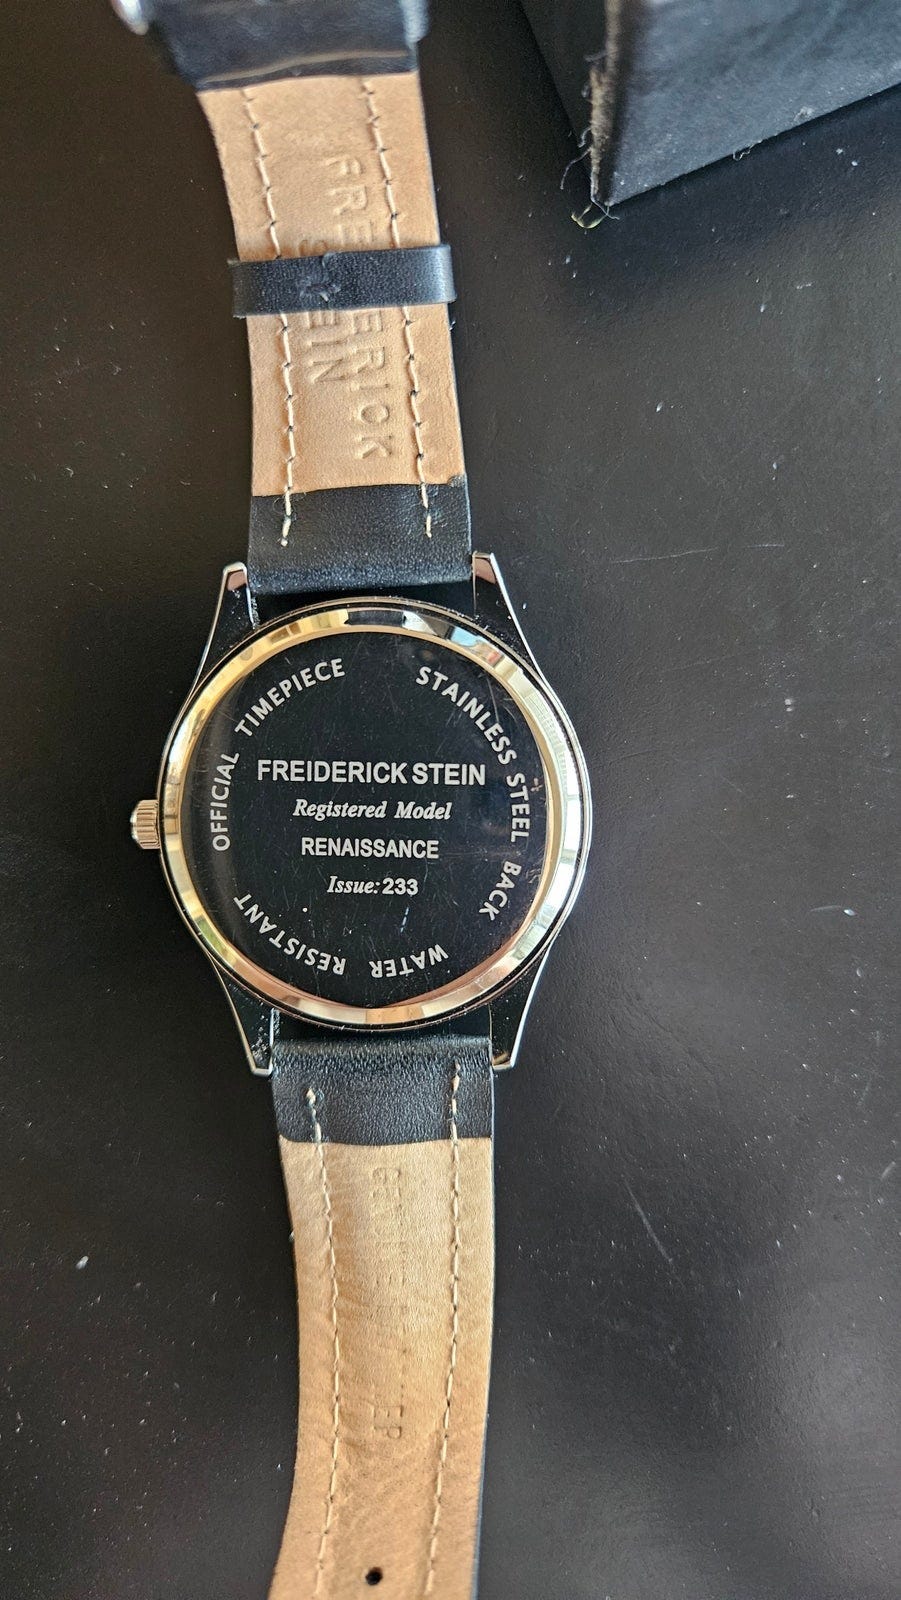 FREIDERICK
STEIN
OFFICIAL TIMEPIECE
STAINLESS STEEL BACK
FREIDERICK STEIN
Registered Model
RENAISSANCE
Issue: 233
WATER RESISTANT